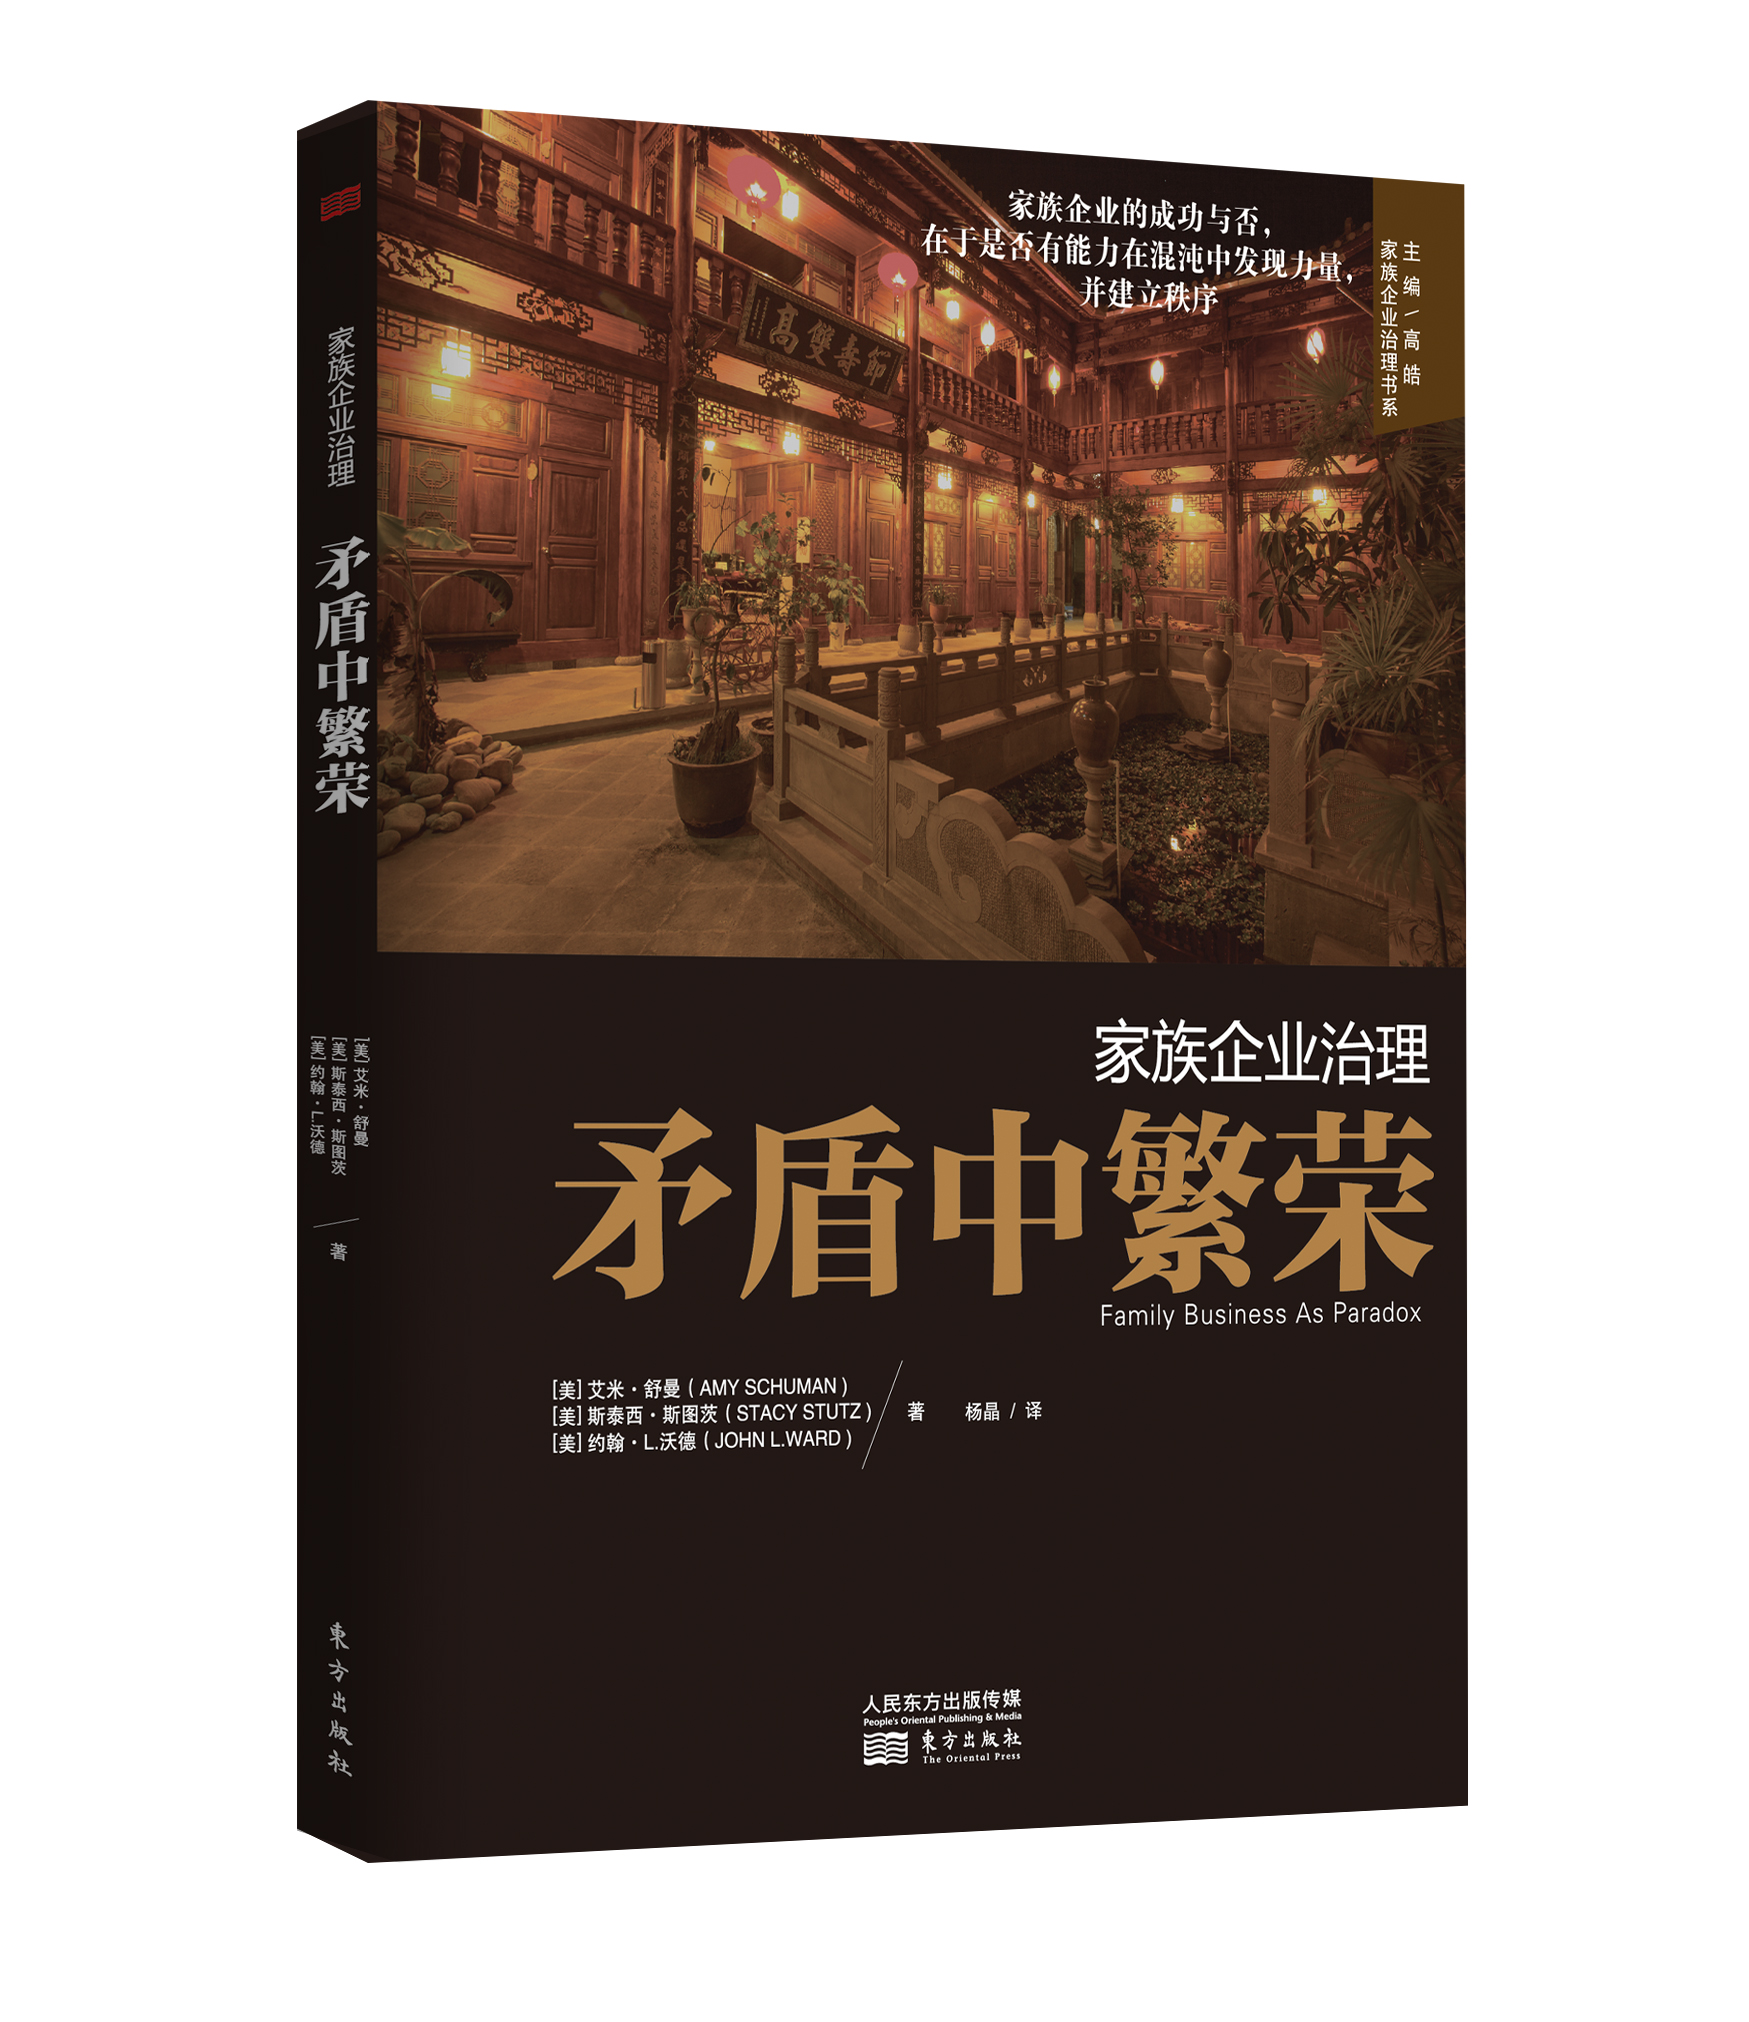 家族企业治理
矛盾中繁荣
[美] 艾米·舒曼
[美] 斯泰西·斯图茨
[美] 约翰·L.沃德
著
東方出版社
家族企业的成功与否，
在于是否有能力在混沌中发现力量，
并建立秩序
主编/高皓
家族企业治理书系
高雙壽節
家族企业治理
矛盾中繁荣
Family Business As Paradox
[美] 艾米·舒曼（AMY SCHUMAN）
[美] 斯泰西·斯图茨（STACY STUTZ）
[美] 约翰·L.沃德（JOHN L.WARD）
著 杨晶 / 译
人民东方出版传媒
People's Oriental Publishing & Media
東方出版社
The Oriental Press